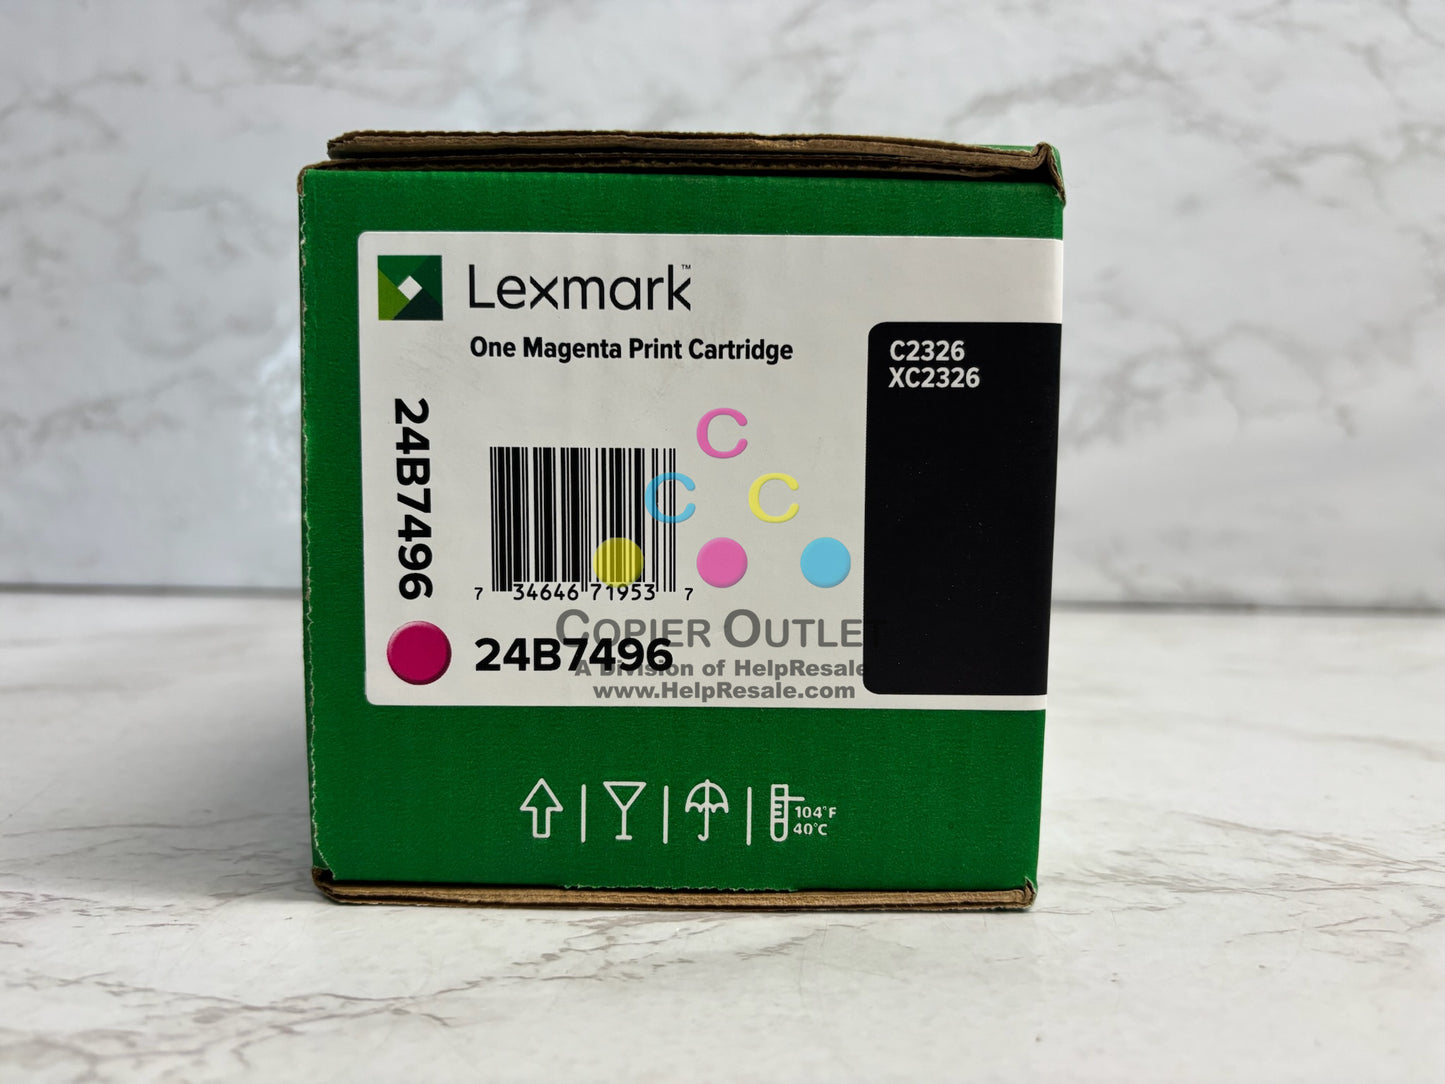 Lexmark™
One Magenta Print Cartridge
C2326
XC2326
24B7496
7 34646 71953 7
24B7496
C
C C
COPIER OUTLET
A Division of HelpResale
www.HelpResale.com
104°F
40°C